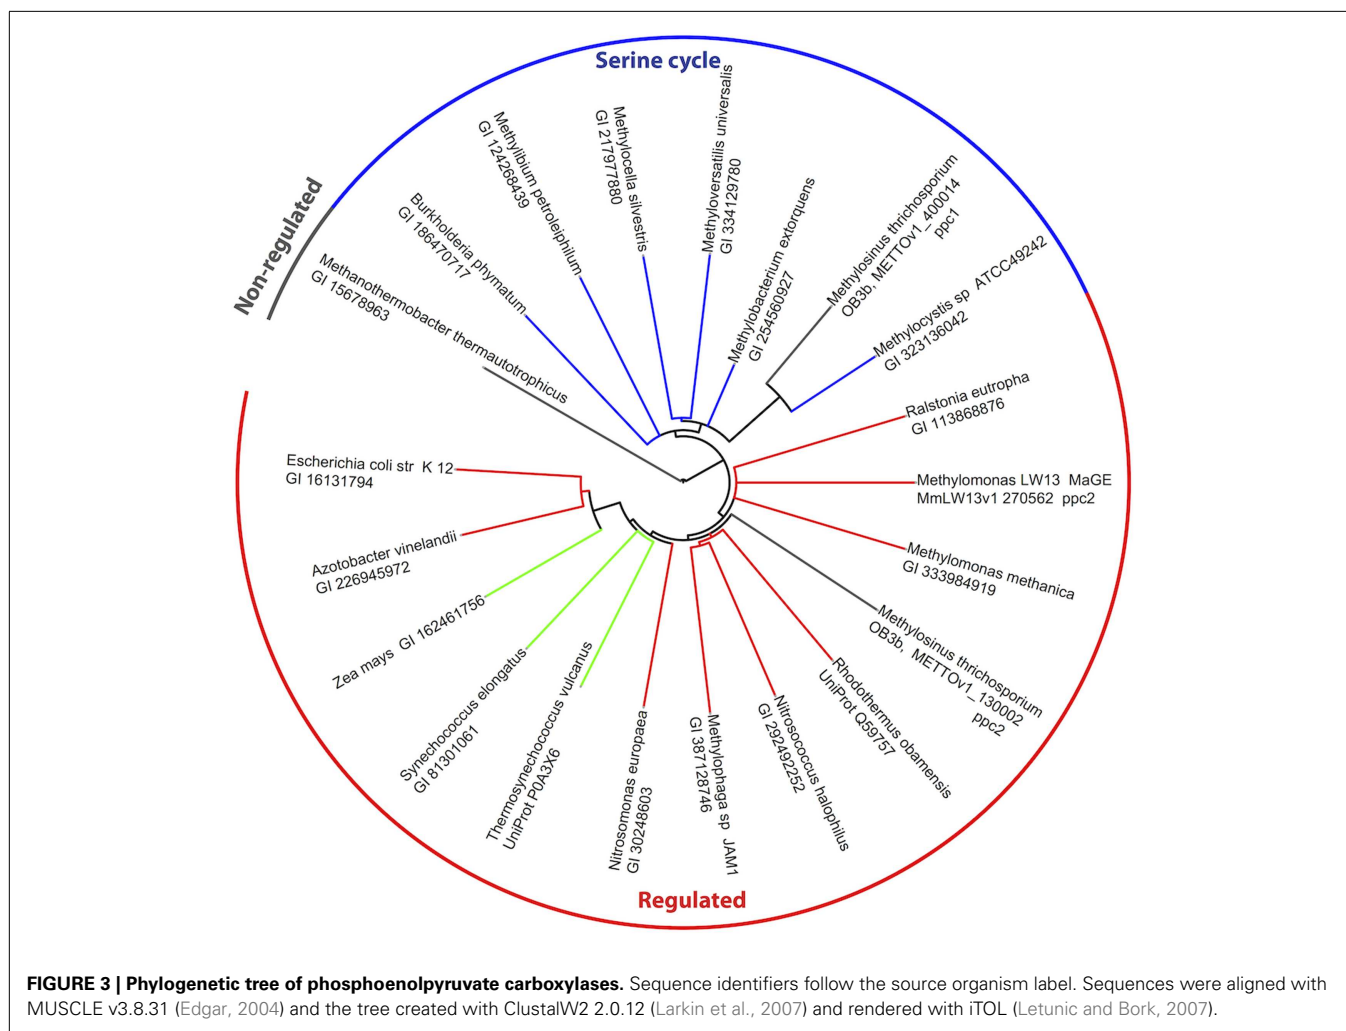 Serine cycle
Non-regulated
Methanothermobacter thermautotrophicus
GI 15678963
Burkholderia phymatum
GI 186470717
Methylibium petroleiphilum
GI 124268439
Methylocella silvestris
GI 217977880
Methyloversatilis universalis
GI 334129780
Methylobacterium extorquens
GI 254560927
Methylosinus thrichosporium
OB3b, METTOv1_400014
ppc1
Methylocystis sp ATCC49242
GI 323136042
Ralstonia eutropha
GI 113868876
Methylomonas LW13 MaGE
MmLW13v1 270562 ppc2
Methylomonas methanica
GI 333984919
Methylosinus thrichosporium
OB3b, METTOv1_130002
ppc2
Rhodothermus obamensis
UniProt Q59757
Nitrosococcus halophilus
GI 292492252
Methylophaga sp JAM1
GI 387128746
Nitrosomonas europaea
GI 30248603
Thermosynechococcus vulcanus
UniProt P0A3X6
Synechococcus elongatus
GI 81301061
Zea mays GI 162461756
Azotobacter vinelandii
GI 226945972
Escherichia coli str K 12
GI 16131794
Regulated
FIGURE 3 | Phylogenetic tree of phosphoenolpyruvate carboxylases. Sequence identifiers follow the source organism label. Sequences were aligned with
MUSCLE v3.8.31 (Edgar, 2004) and the tree created with ClustalW2 2.0.12 (Larkin et al., 2007) and rendered with iTOL (Letunic and Bork, 2007).